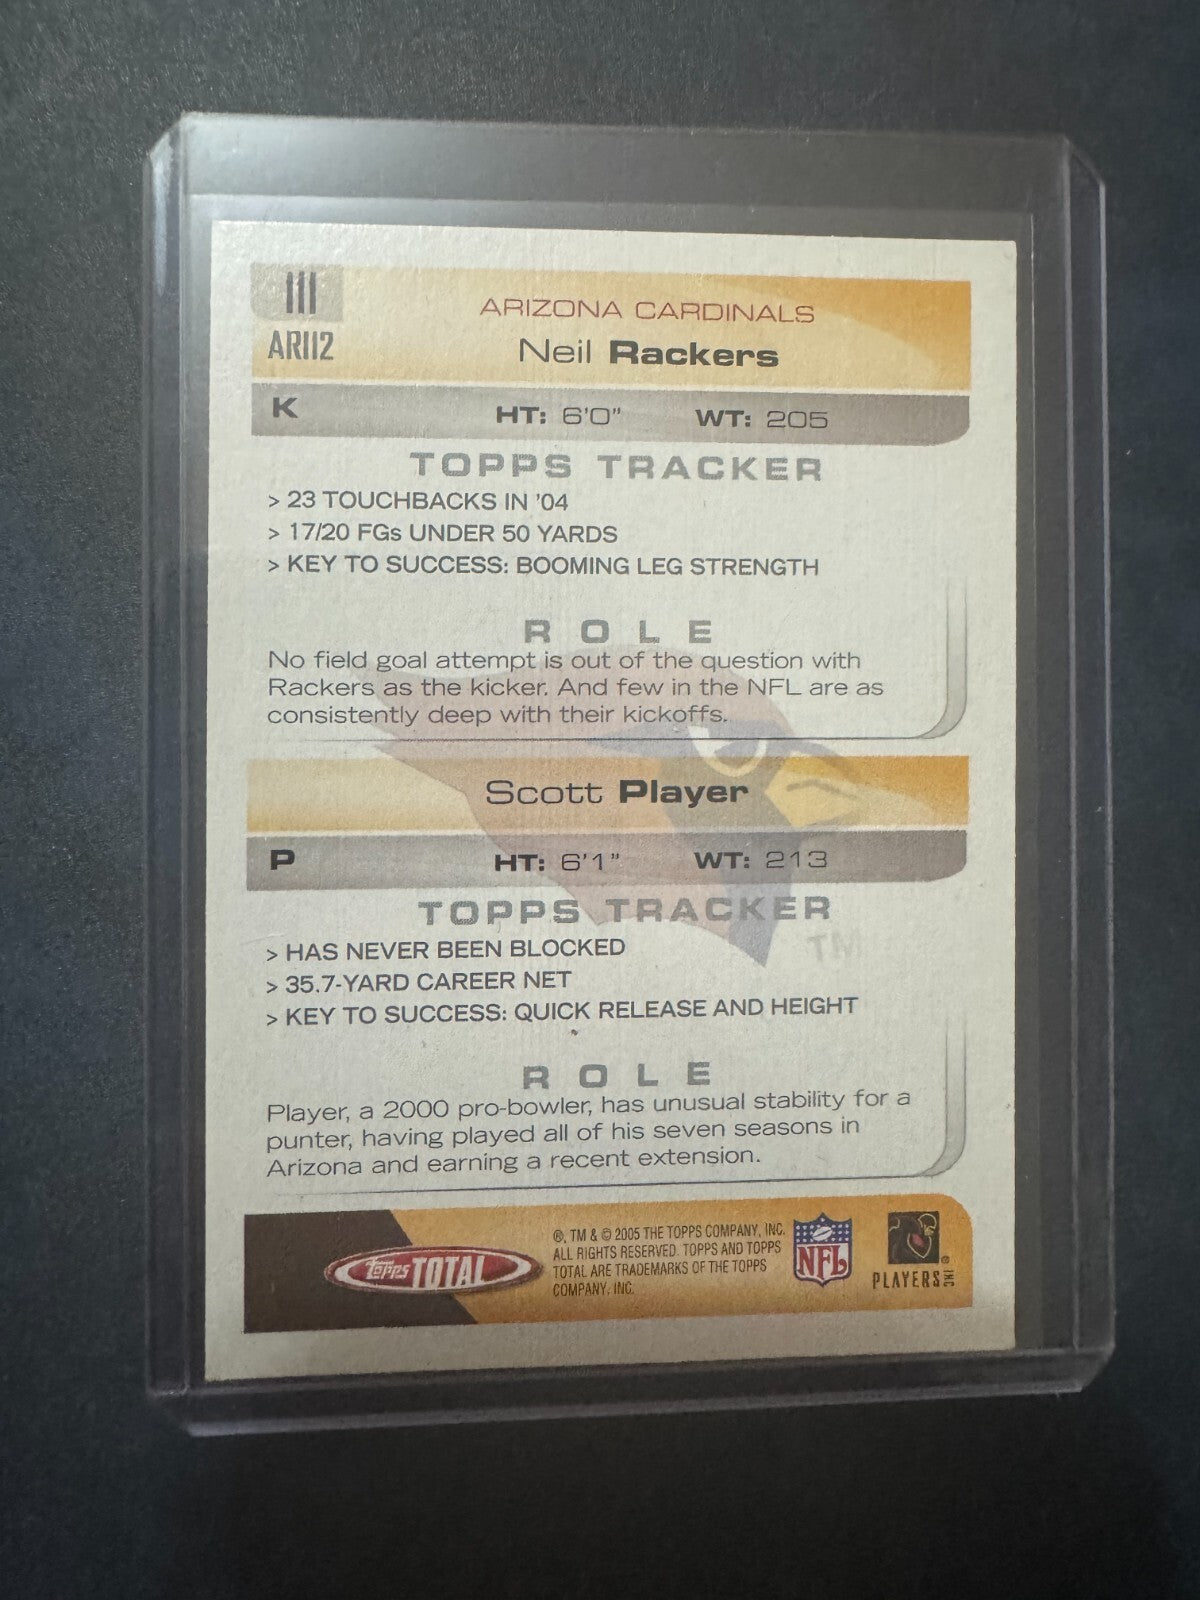 111
ARI12
ARIZONA CARDINALS
Neil Rackers
K HT: 6'0" WT: 205
TOPPS TRACKER
> 23 TOUCHBACKS IN '04
> 17/20 FGs UNDER 50 YARDS
> KEY TO SUCCESS: BOOMING LEG STRENGTH
ROLE
No field goal attempt is out of the question with
Rackers as the kicker. And few in the NFL are as
consistently deep with their kickoffs.
Scott Player
P HT: 6'1" WT: 213
TOPPS TRACKER
TM
> HAS NEVER BEEN BLOCKED
> 35.7-YARD CAREER NET
> KEY TO SUCCESS: QUICK RELEASE AND HEIGHT
ROLE
Player, a 2000 pro-bowler, has unusual stability for a
punter, having played all of his seven seasons in
Arizona and earning a recent extension.
Topps TOTAL
®, TM & © 2005 THE TOPPS COMPANY, INC.
ALL RIGHTS RESERVED. TOPPS AND TOPPS
TOTAL ARE TRADEMARKS OF THE TOPPS
COMPANY, INC.
NFL
®
PLAYERS INC